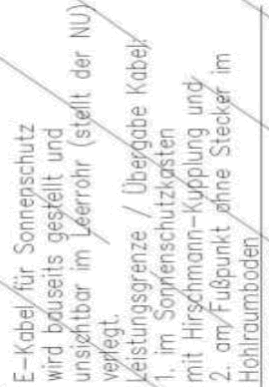 E-Kabel für Sonnenschutz
wird bauseits gestellt und
unsichtbar im Leerrohr (stellt der NU)
verlegt.
Leistungsgrenze / Übergabe Kabel:
1. im Sonnenschutzkasten
mit Hirschmann-Kupplung und
2. am Fußpunkt ohne Stecker im
Hohlraumboden